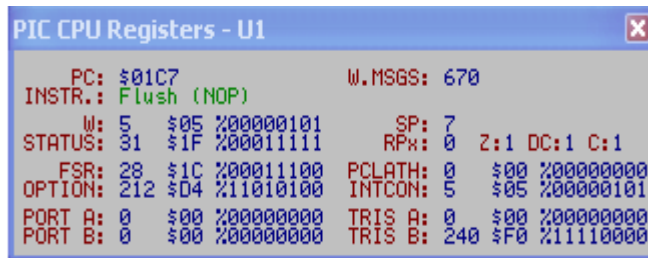 PIC CPU Registers - U1
PC: $01C7 W.MSGS: 670
INSTR.: Flush (NOP)
W: 5 $05 %00000101 SP: 7
STATUS: 31 $1F %00011111 RPx: 0 Z:1 DC:1 C:1
FSR: 28 $1C %00011100 PCLATH: 0 $00 %00000000
OPTION: 212 $D4 %11010100 INTCON: 5 $05 %00000101
PORT A: 0 $00 %00000000 TRIS A: 0 $00 %00000000
PORT B: 0 $00 %00000000 TRIS B: 240 $F0 %11110000